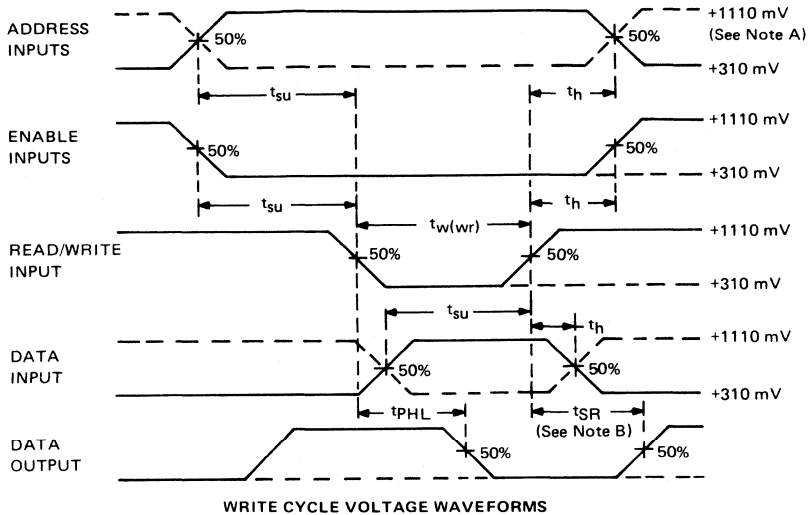 ADDRESS
INPUTS
50%
50%
+1110 mV
(See Note A)
+310 mV
tsu
th
ENABLE
INPUTS
50%
50%
+1110 mV
+310 mV
tsu
th
tw(wr)
READ/WRITE
INPUT
50%
50%
+1110 mV
+310 mV
tsu
th
DATA
INPUT
50%
50%
+1110 mV
+310 mV
tPHL
tSR
(See Note B)
DATA
OUTPUT
50%
50%
WRITE CYCLE VOLTAGE WAVEFORMS